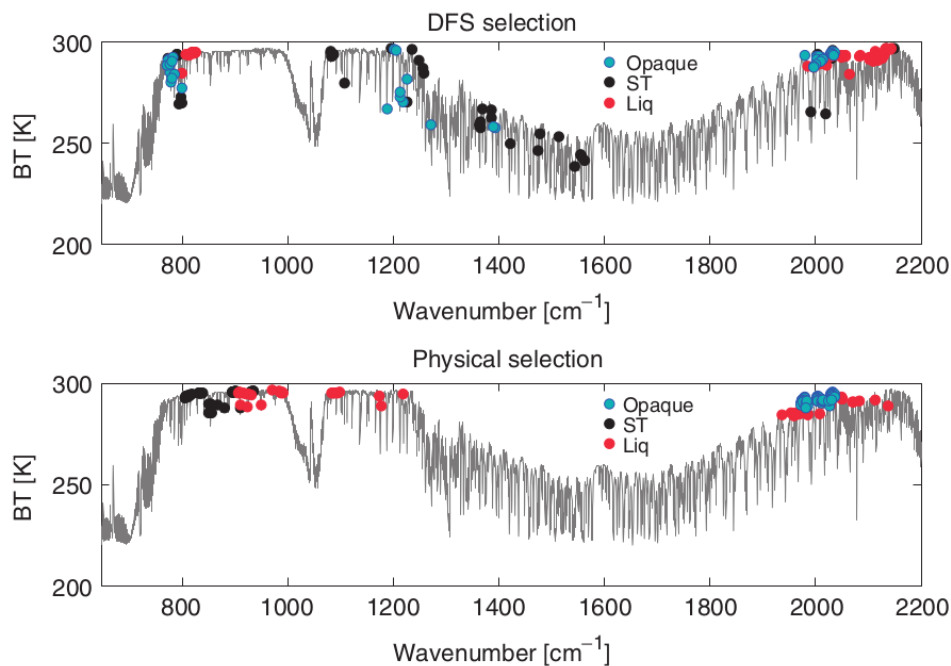 DFS selection
300
250
200
BT [K]
Opaque
ST
Liq
800 1000 1200 1400 1600 1800 2000 2200
Wavenumber [cm⁻¹]
Physical selection
300
250
200
BT [K]
Opaque
ST
Liq
800 1000 1200 1400 1600 1800 2000 2200
Wavenumber [cm⁻¹]